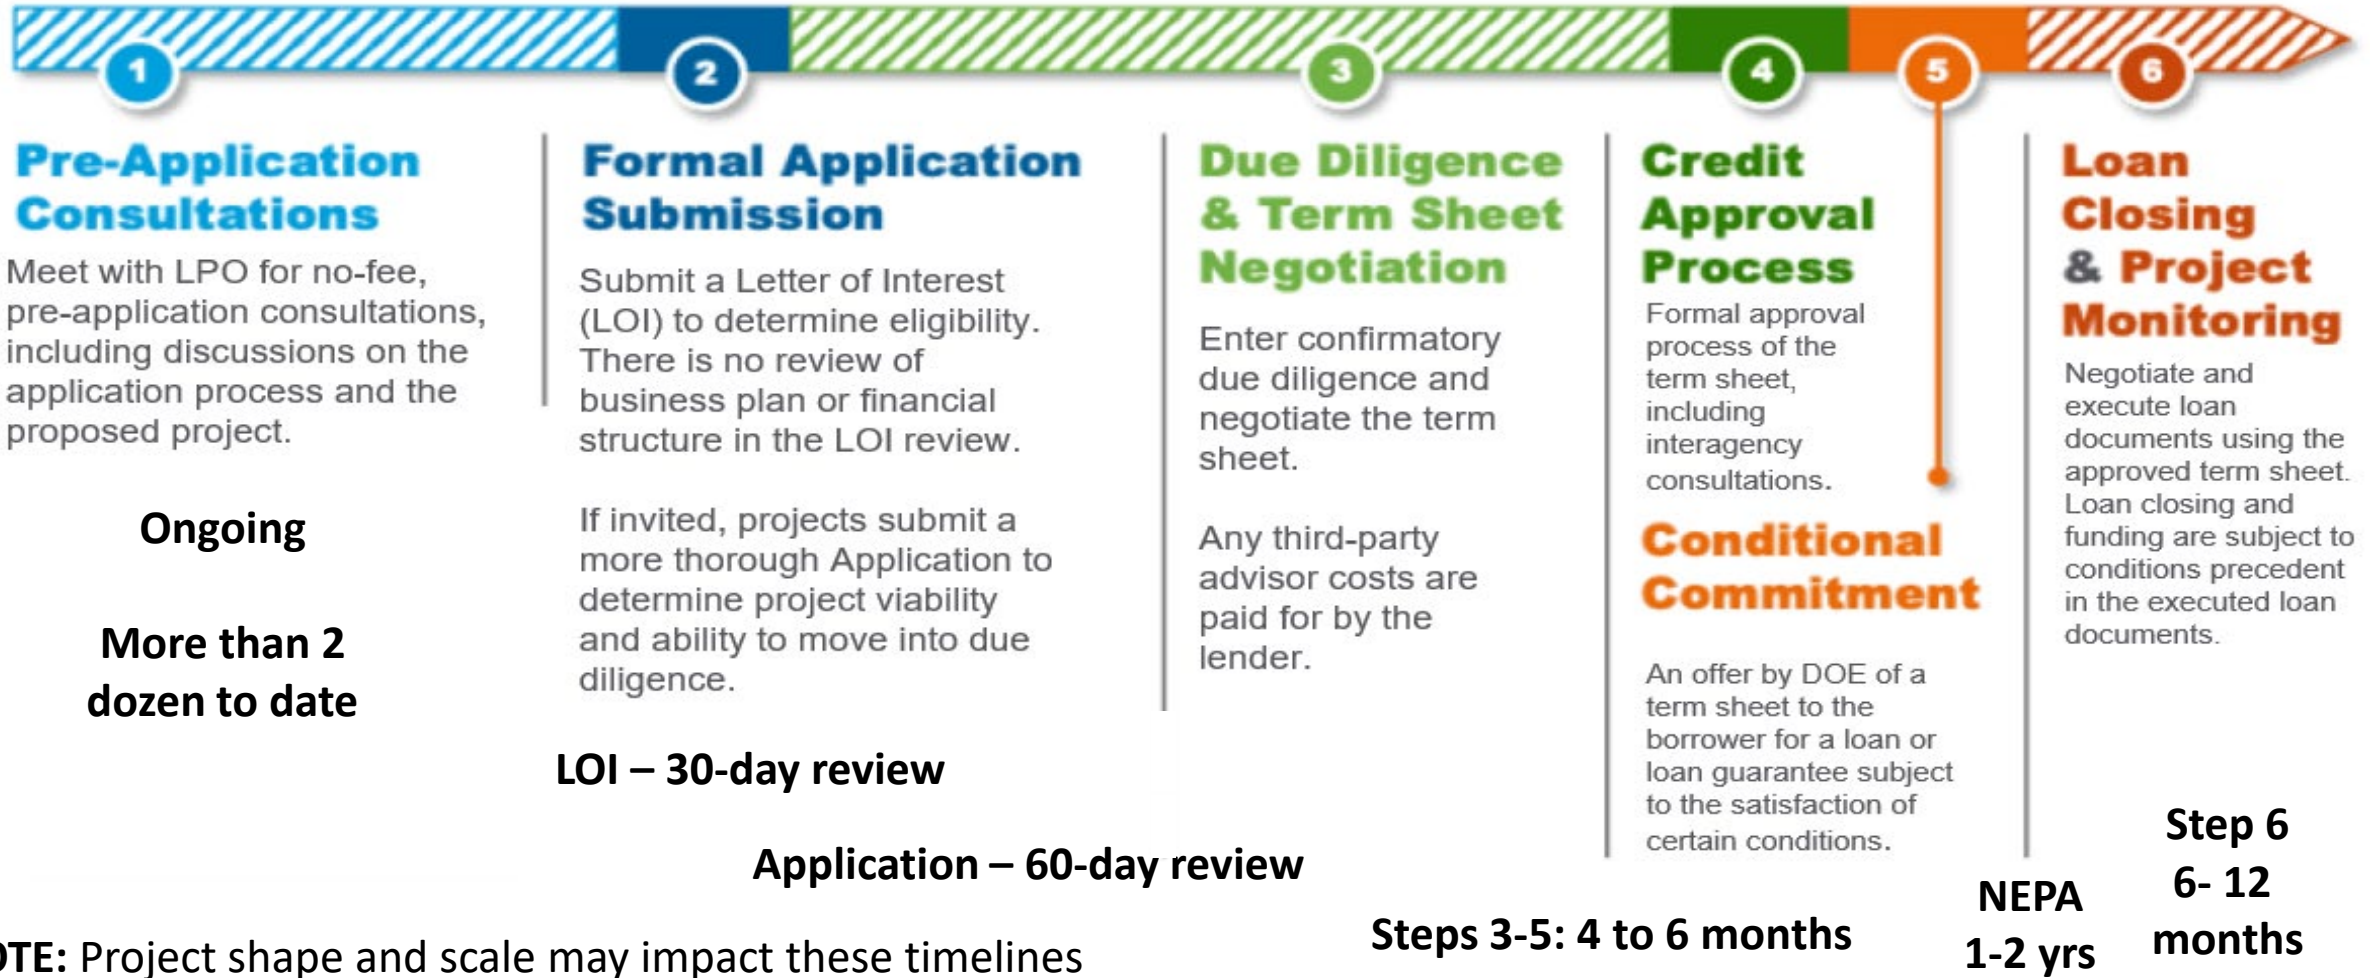 1
2
3
4
5
6
Pre-Application
Consultations
Meet with LPO for no-fee,
pre-application consultations,
including discussions on the
application process and the
proposed project.
Ongoing
More than 2
dozen to date
Formal Application
Submission
Submit a Letter of Interest
(LOI) to determine eligibility.
There is no review of
business plan or financial
structure in the LOI review.
If invited, projects submit a
more thorough Application to
determine project viability
and ability to move into due
diligence.
LOI – 30-day review
Application – 60-day review
Due Diligence
& Term Sheet
Negotiation
Enter confirmatory
due diligence and
negotiate the term
sheet.
Any third-party
advisor costs are
paid for by the
lender.
Credit
Approval
Process
Formal approval
process of the
term sheet,
including
interagency
consultations.
Conditional
Commitment
An offer by DOE of a
term sheet to the
borrower for a loan or
loan guarantee subject
to the satisfaction of
certain conditions.
Steps 3-5: 4 to 6 months
Loan
Closing
& Project
Monitoring
Negotiate and
execute loan
documents using the
approved term sheet.
Loan closing and
funding are subject to
conditions precedent
in the executed loan
documents.
NEPA
1-2 yrs
Step 6
6- 12
months
OTE: Project shape and scale may impact these timelines